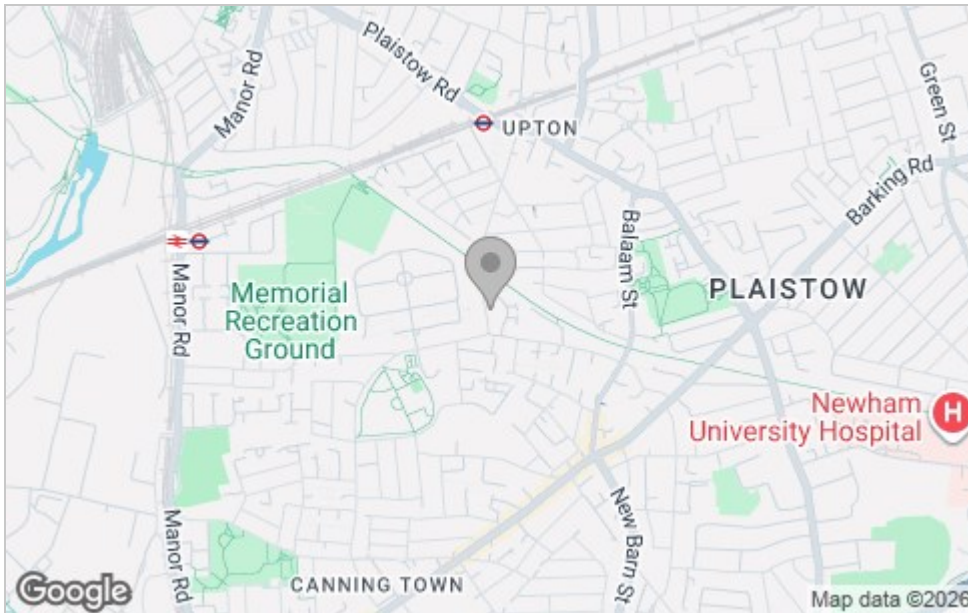 Plaistow Rd
Manor Rd
UPTON
Green St
Barking Rd
Balaam St
PLAISTOW
Manor Rd
Memorial
Recreation
Ground
Newham
University Hospital
H
New Barn St
Manor Rd
CANNING TOWN
Google
Map data ©2026